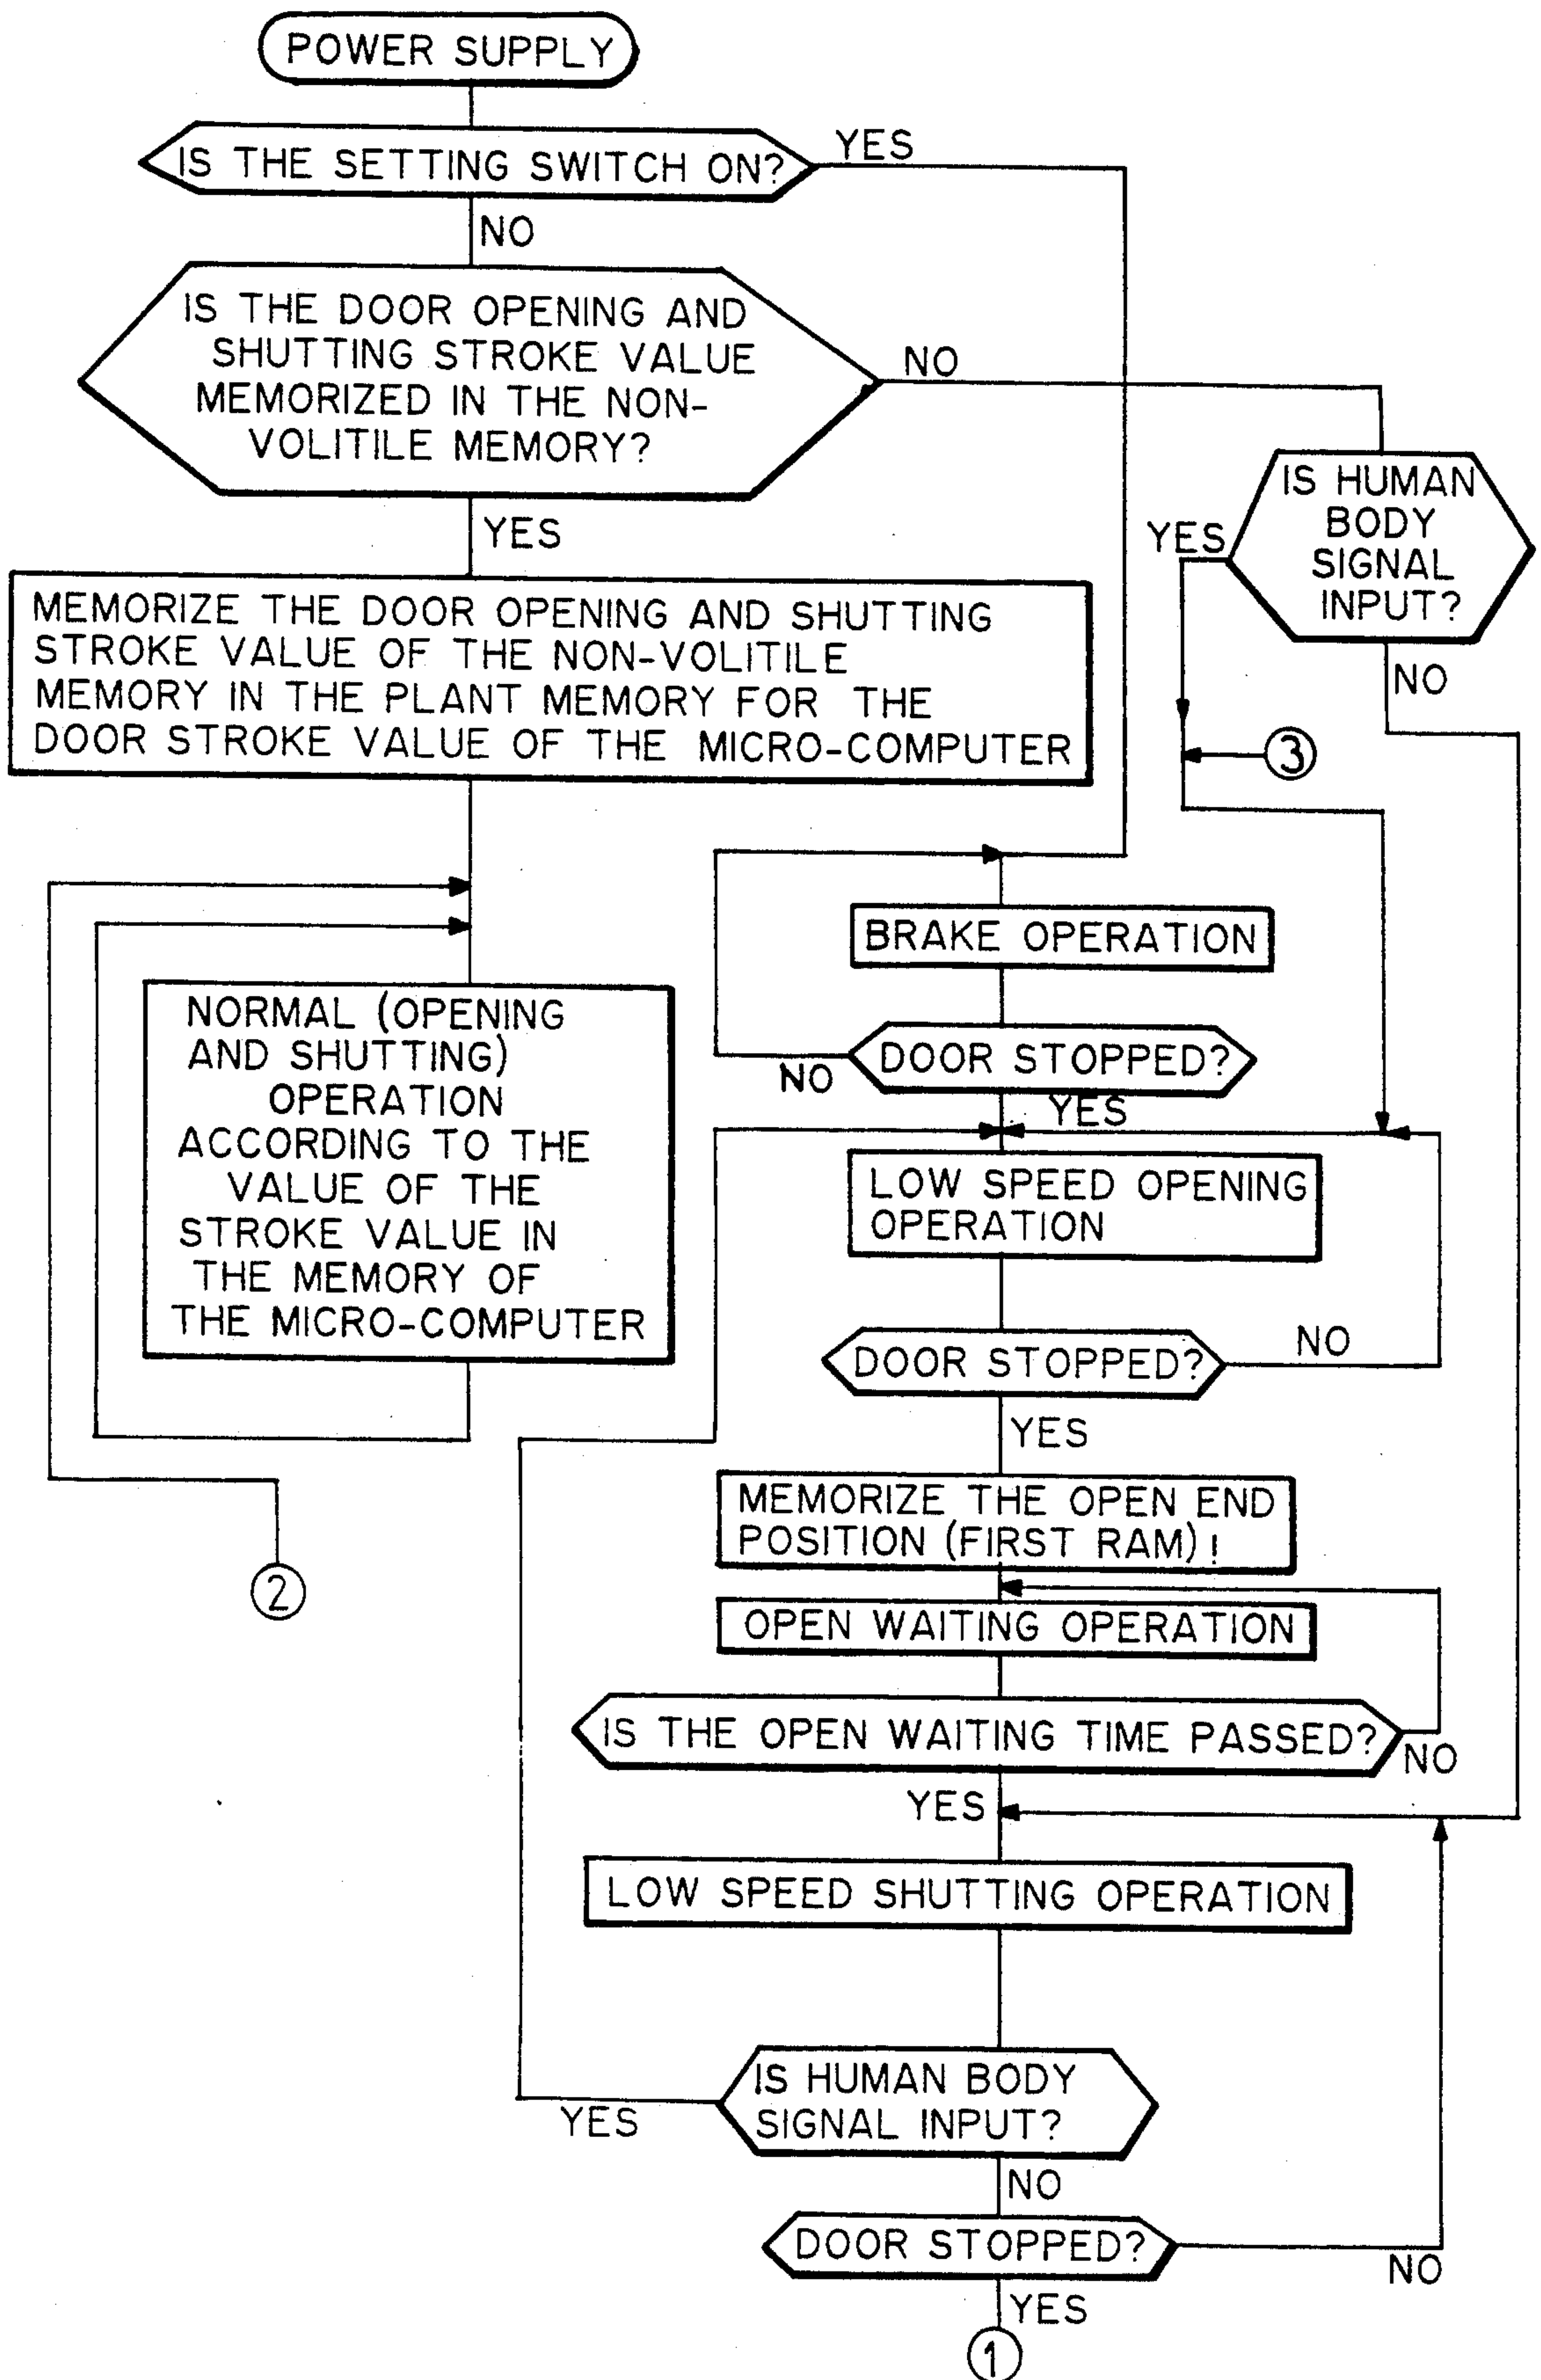 POWER SUPPLY
IS THE SETTING SWITCH ON?
YES
NO
IS THE DOOR OPENING AND
SHUTTING STROKE VALUE
MEMORIZED IN THE NON-
VOLITILE MEMORY?
NO
YES
IS HUMAN
BODY
SIGNAL
INPUT?
YES
NO
MEMORIZE THE DOOR OPENING AND SHUTTING
STROKE VALUE OF THE NON-VOLITILE
MEMORY IN THE PLANT MEMORY FOR THE
DOOR STROKE VALUE OF THE MICRO-COMPUTER
3
BRAKE OPERATION
NORMAL (OPENING
AND SHUTTING)
OPERATION
ACCORDING TO THE
VALUE OF THE
STROKE VALUE IN
THE MEMORY OF
THE MICRO-COMPUTER
DOOR STOPPED?
NO
YES
LOW SPEED OPENING
OPERATION
DOOR STOPPED?
NO
YES
2
MEMORIZE THE OPEN END
POSITION (FIRST RAM)!
OPEN WAITING OPERATION
IS THE OPEN WAITING TIME PASSED?
NO
YES
LOW SPEED SHUTTING OPERATION
IS HUMAN BODY
SIGNAL INPUT?
YES
NO
DOOR STOPPED?
NO
YES
1